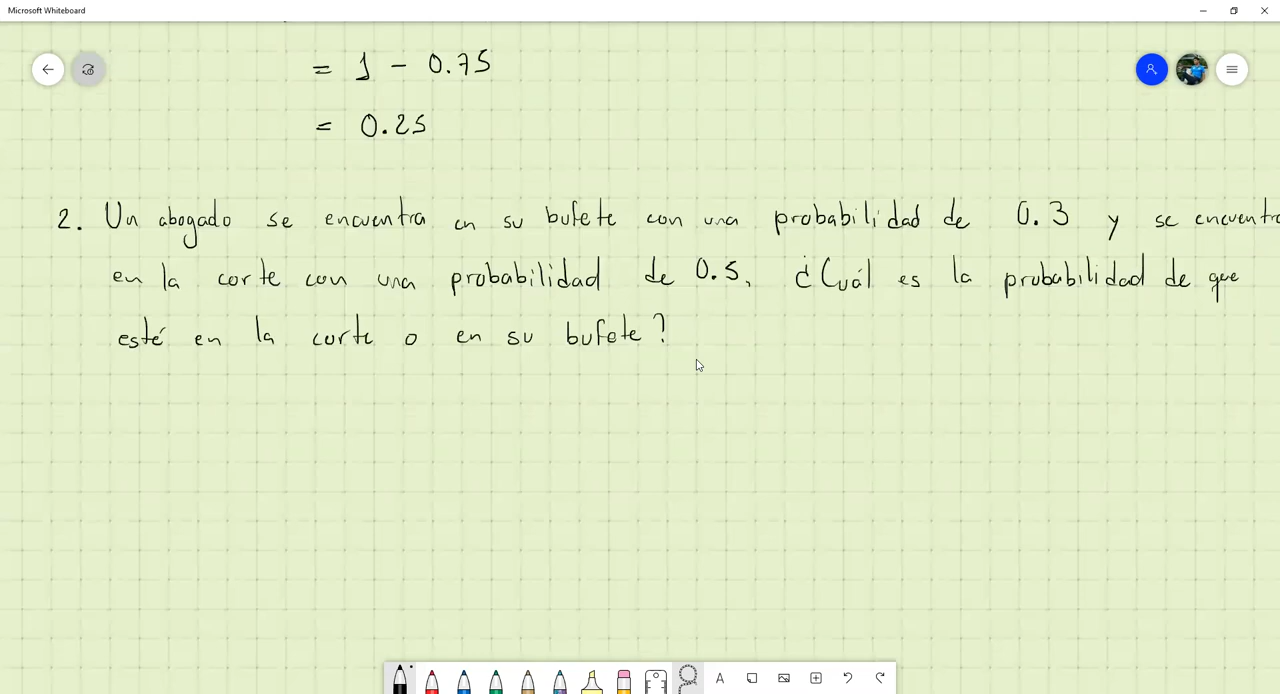 Microsoft Whiteboard
= 1 - 0.75
= 0.25
2. Un abogado se encuentra en su bufete con una probabilidad de 0.3 y se encuentra
en la corte con una probabilidad de 0.5. ¿Cuál es la probabilidad de que
esté en la corte o en su bufete?
A